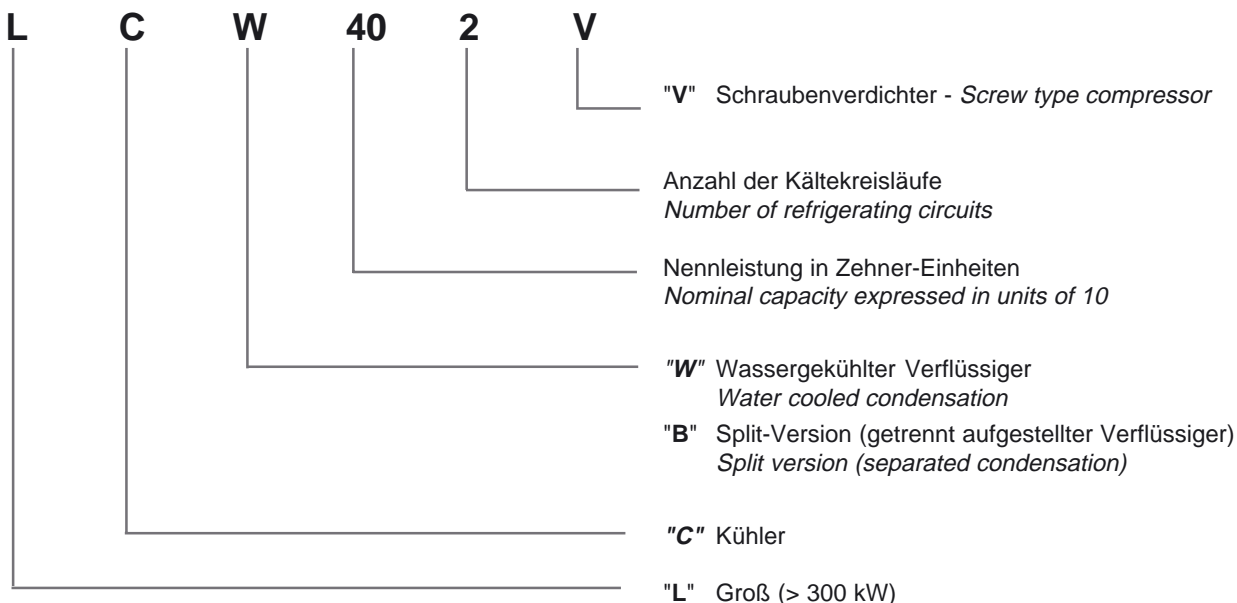 L C W 40 2 V
"V" Schraubenverdichter - Screw type compressor
Anzahl der Kältekreisläufe
Number of refrigerating circuits
Nennleistung in Zehner-Einheiten
Nominal capacity expressed in units of 10
"W" Wassergekühlter Verflüssiger
Water cooled condensation
"B" Split-Version (getrennt aufgestellter Verflüssiger)
Split version (separated condensation)
"C" Kühler
"L" Groß (> 300 kW)